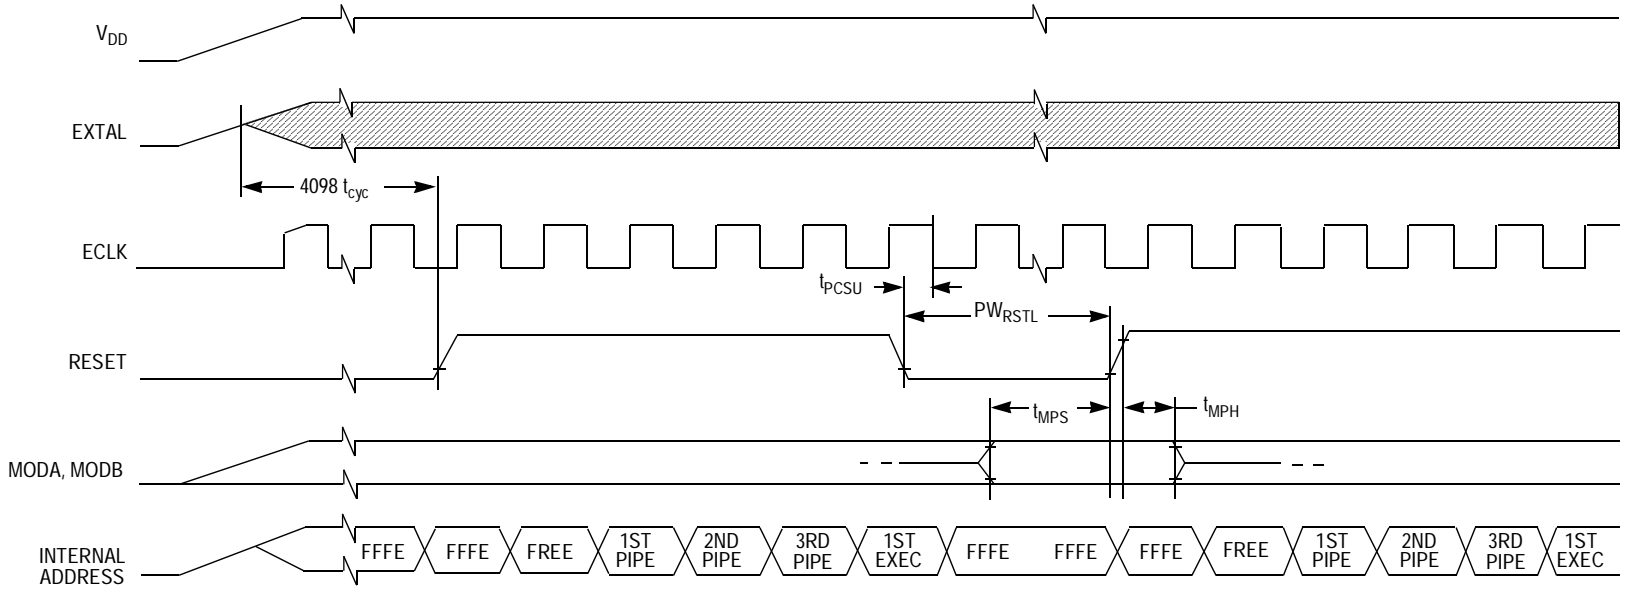 VDD
EXTAL
4098 tcyc
ECLK
tPCSU
PWRSTL
RESET
tMPS
tMPH
MODA, MODB
INTERNAL
ADDRESS
FFFE
FFFE
FREE
1ST
PIPE
2ND
PIPE
3RD
PIPE
1ST
EXEC
FFFE
FFFE
FFFE
FREE
1ST
PIPE
2ND
PIPE
3RD
PIPE
1ST
EXEC